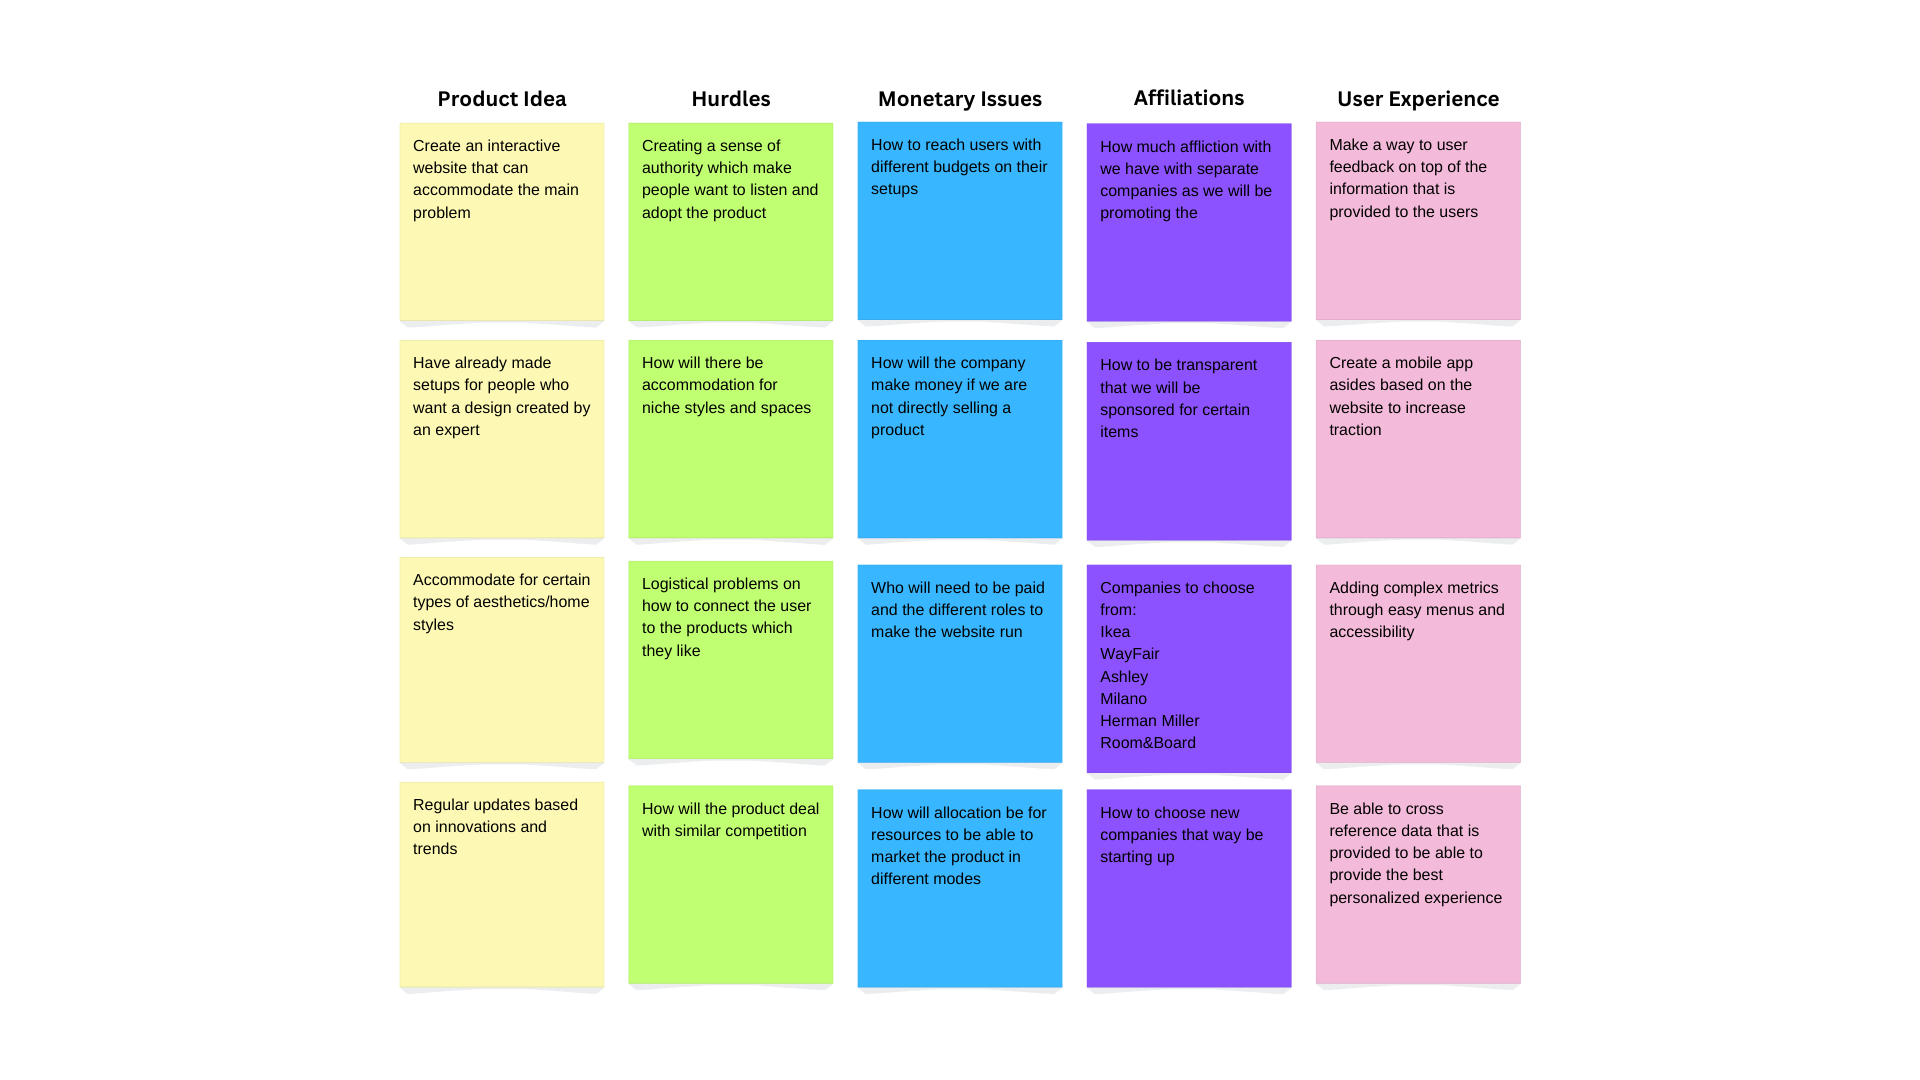 Product Idea
Create an interactive
website that can
accommodate the main
problem
Have already made
setups for people who
want a design created by
an expert
Accommodate for certain
types of aesthetics/home
styles
Regular updates based
on innovations and
trends
Hurdles
Creating a sense of
authority which make
people want to listen and
adopt the product
How will there be
accommodation for
niche styles and spaces
Logistical problems on
how to connect the user
to the products which
they like
How will the product deal
with similar competition
Monetary Issues
How to reach users with
different budgets on their
setups
How will the company
make money if we are
not directly selling a
product
Who will need to be paid
and the different roles to
make the website run
How will allocation be for
resources to be able to
market the product in
different modes
Affiliations
How much affliction with
we have with separate
companies as we will be
promoting the
How to be transparent
that we will be
sponsored for certain
items
Companies to choose
from:
Ikea
WayFair
Ashley
Milano
Herman Miller
Room&Board
How to choose new
companies that way be
starting up
User Experience
Make a way to user
feedback on top of the
information that is
provided to the users
Create a mobile app
asides based on the
website to increase
traction
Adding complex metrics
through easy menus and
accessibility
Be able to cross
reference data that is
provided to be able to
provide the best
personalized experience